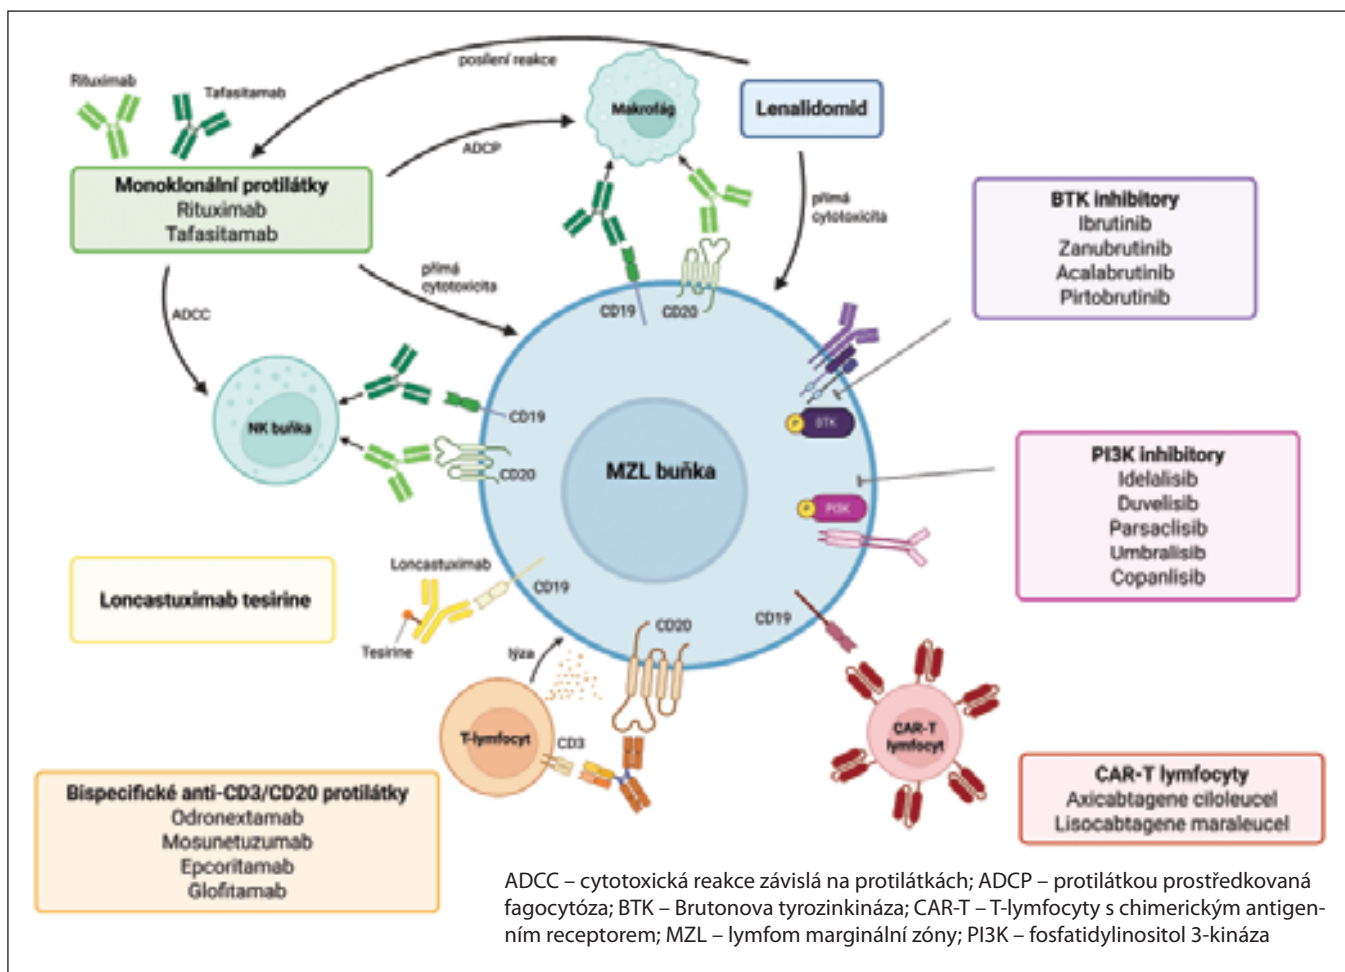 posílení reakce
Rituximab
Tafasitamab
Makrofág
Lenalidomid
ADCP
Monoklonální protilátky
Rituximab
Tafasitamab
přímá
cytotoxicita
BTK inhibitory
Ibrutinib
Zanubrutinib
Acalabrutinib
Pirtobrutinib
přímá
cytotoxicita
ADCC
CD19
CD20
NK buňka
CD19
CD20
MZL buňka
P
BTK
P
PI3K
PI3K inhibitory
Idelalisib
Duvelisib
Parsaclisib
Umbralisib
Copanlisib
Loncastuximab tesirine
Loncastuximab
Tesirine
CD19
CD20
CD19
lýza
T-lymfocyt
CD3
CAR-T
lymfocyt
Bispecifické anti-CD3/CD20 protilátky
Odronextamab
Mosunetuzumab
Epcoritamab
Glofitamab
CAR-T lymfocyty
Axicabtagene ciloleucel
Lisocabtagene maraleucel
ADCC – cytotoxická reakce závislá na protilátkách; ADCP – protilátkou prostředkovaná
fagocytóza; BTK – Brutonova tyrozinkináza; CAR-T – T-lymfocyty s chimerickým antigen-
ním receptorem; MZL – lymfom marginální zóny; PI3K – fosfatidylinositol 3-kináza